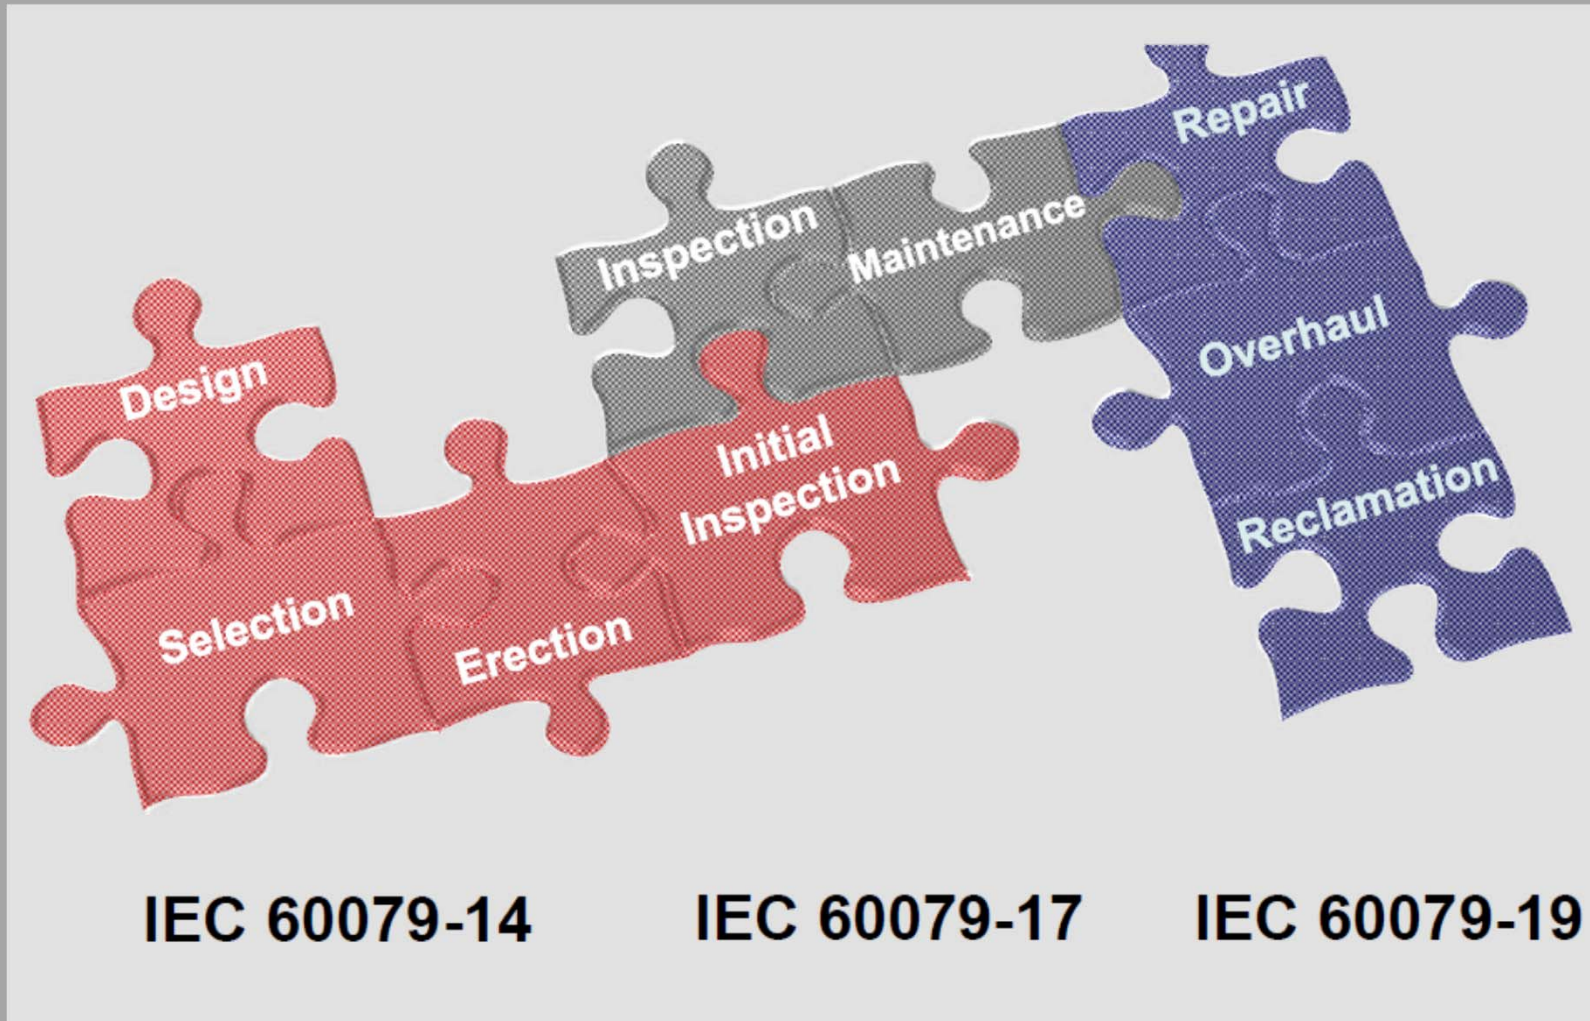 Design
Selection
Erection
Initial
Inspection
Inspection
Maintenance
Repair
Overhaul
Reclamation
IEC 60079-14
IEC 60079-17
IEC 60079-19